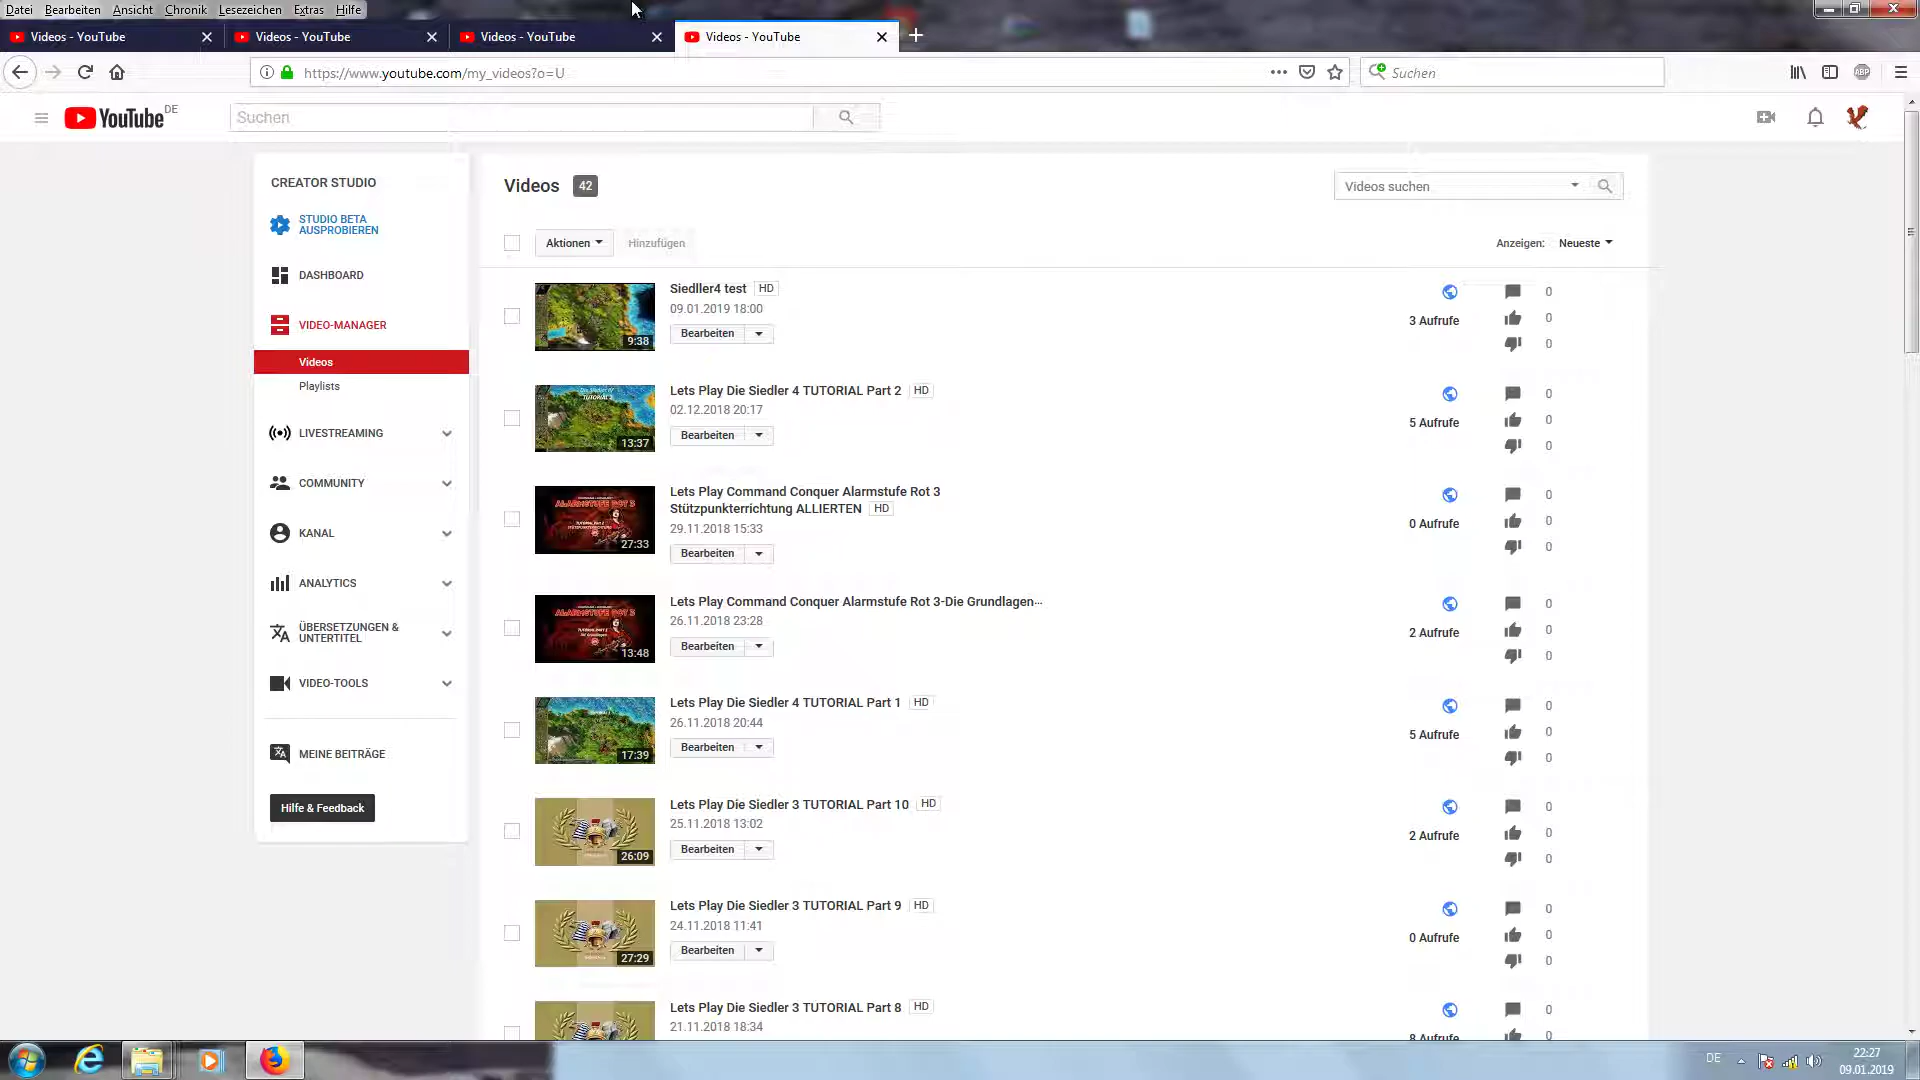 Datei Bearbeiten Ansicht Chronik Lesezeichen Extras Hilfe
Videos - YouTube Videos - YouTube Videos - YouTube Videos - YouTube
https://www.youtube.com/my_videos?o=U Suchen ABP
YouTube DE Suchen
CREATOR STUDIO
STUDIO BETA
AUSPROBIEREN
DASHBOARD
VIDEO-MANAGER
Videos
Playlists
LIVESTREAMING
COMMUNITY
KANAL
ANALYTICS
ÜBERSETZUNGEN &
UNTERTITEL
VIDEO-TOOLS
MEINE BEITRÄGE
Hilfe & Feedback
Videos 42 Videos suchen
Aktionen Hinzufügen Anzeigen: Neueste
Siedller4 test HD
09.01.2019 18:00
Bearbeiten
9:38
3 Aufrufe
0
0
0
Lets Play Die Siedler 4 TUTORIAL Part 2 HD
02.12.2018 20:17
Bearbeiten
13:37
5 Aufrufe
0
0
0
Lets Play Command Conquer Alarmstufe Rot 3
Stützpunkterrichtung ALLIERTEN HD
29.11.2018 15:33
Bearbeiten
ALARMSTUFE ROT 3
27:33
0 Aufrufe
0
0
0
Lets Play Command Conquer Alarmstufe Rot 3-Die Grundlagen...
26.11.2018 23:28
Bearbeiten
ALARMSTUFE ROT 3
13:48
2 Aufrufe
0
0
0
Lets Play Die Siedler 4 TUTORIAL Part 1 HD
26.11.2018 20:44
Bearbeiten
17:39
5 Aufrufe
0
0
0
Lets Play Die Siedler 3 TUTORIAL Part 10 HD
25.11.2018 13:02
Bearbeiten
26:09
2 Aufrufe
0
0
0
Lets Play Die Siedler 3 TUTORIAL Part 9 HD
24.11.2018 11:41
Bearbeiten
27:29
0 Aufrufe
0
0
0
Lets Play Die Siedler 3 TUTORIAL Part 8 HD
21.11.2018 18:34
8 Aufrufe
0
0
DE 22:27
09.01.2019